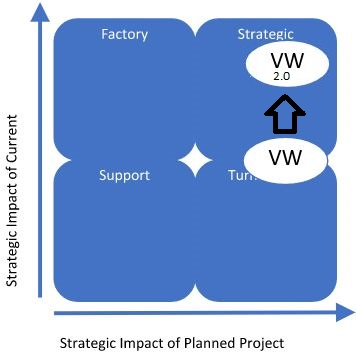 Factory
Strategic
VW
2.0
VW
Support
Strategic Impact of Current
Strategic Impact of Planned Project